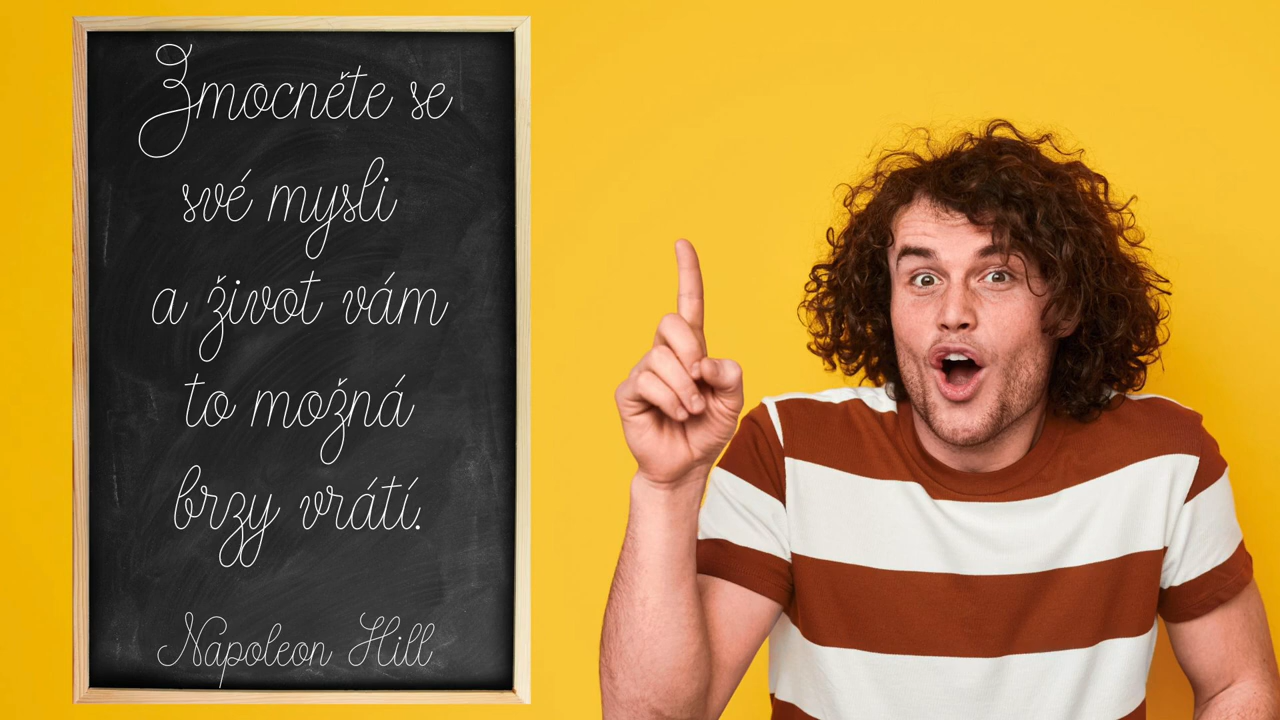 Zmocněte se
své mysli
a život vám
to možná
brzy vrátí.
Napoleon Hill